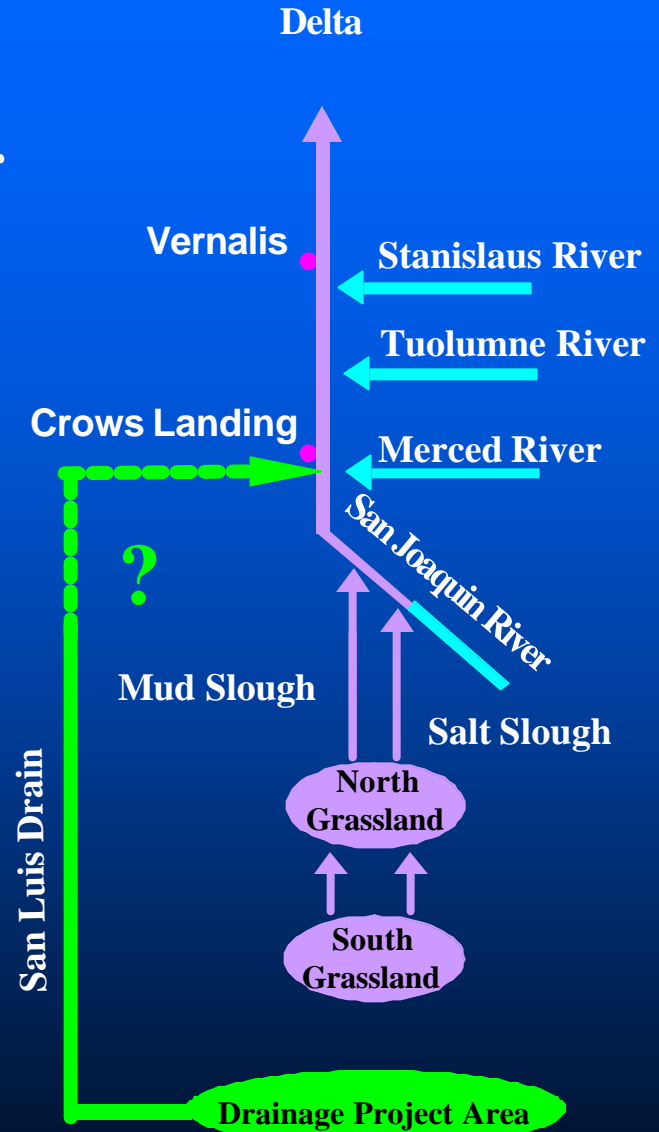 Delta
Vernalis
Stanislaus River
Tuolumne River
Crows Landing
Merced River
San Joaquin River
?
Mud Slough
Salt Slough
North
Grassland
San Luis Drain
South
Grassland
Drainage Project Area